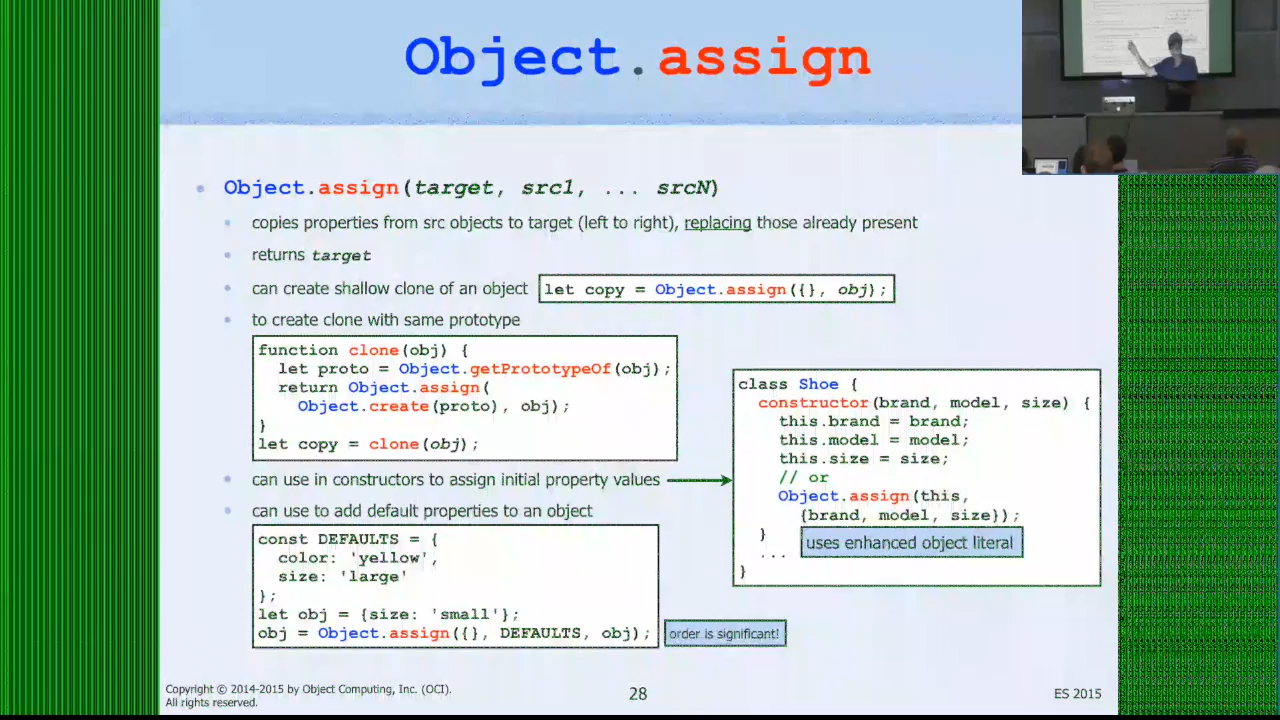 Object.assign
Object.assign(target, src1, ... srcN)
copies properties from src objects to target (left to right), replacing those already present
returns target
can create shallow clone of an object
let copy = Object.assign({}, obj);
to create clone with same prototype
function clone(obj) {
let proto = Object.getPrototypeOf(obj);
return Object.assign(
Object.create(proto), obj);
}
let copy = clone(obj);
can use in constructors to assign initial property values
class Shoe {
constructor(brand, model, size) {
this.brand = brand;
this.model = model;
this.size = size;
// or
Object.assign(this,
{brand, model, size});
}
uses enhanced object literal
...
}
can use to add default properties to an object
const DEFAULTS = {
color: 'yellow',
size: 'large'
};
let obj = {size: 'small'};
obj = Object.assign({}, DEFAULTS, obj);
order is significant!
Copyright © 2014-2015 by Object Computing, Inc. (OCI).
All rights reserved.
28
ES 2015